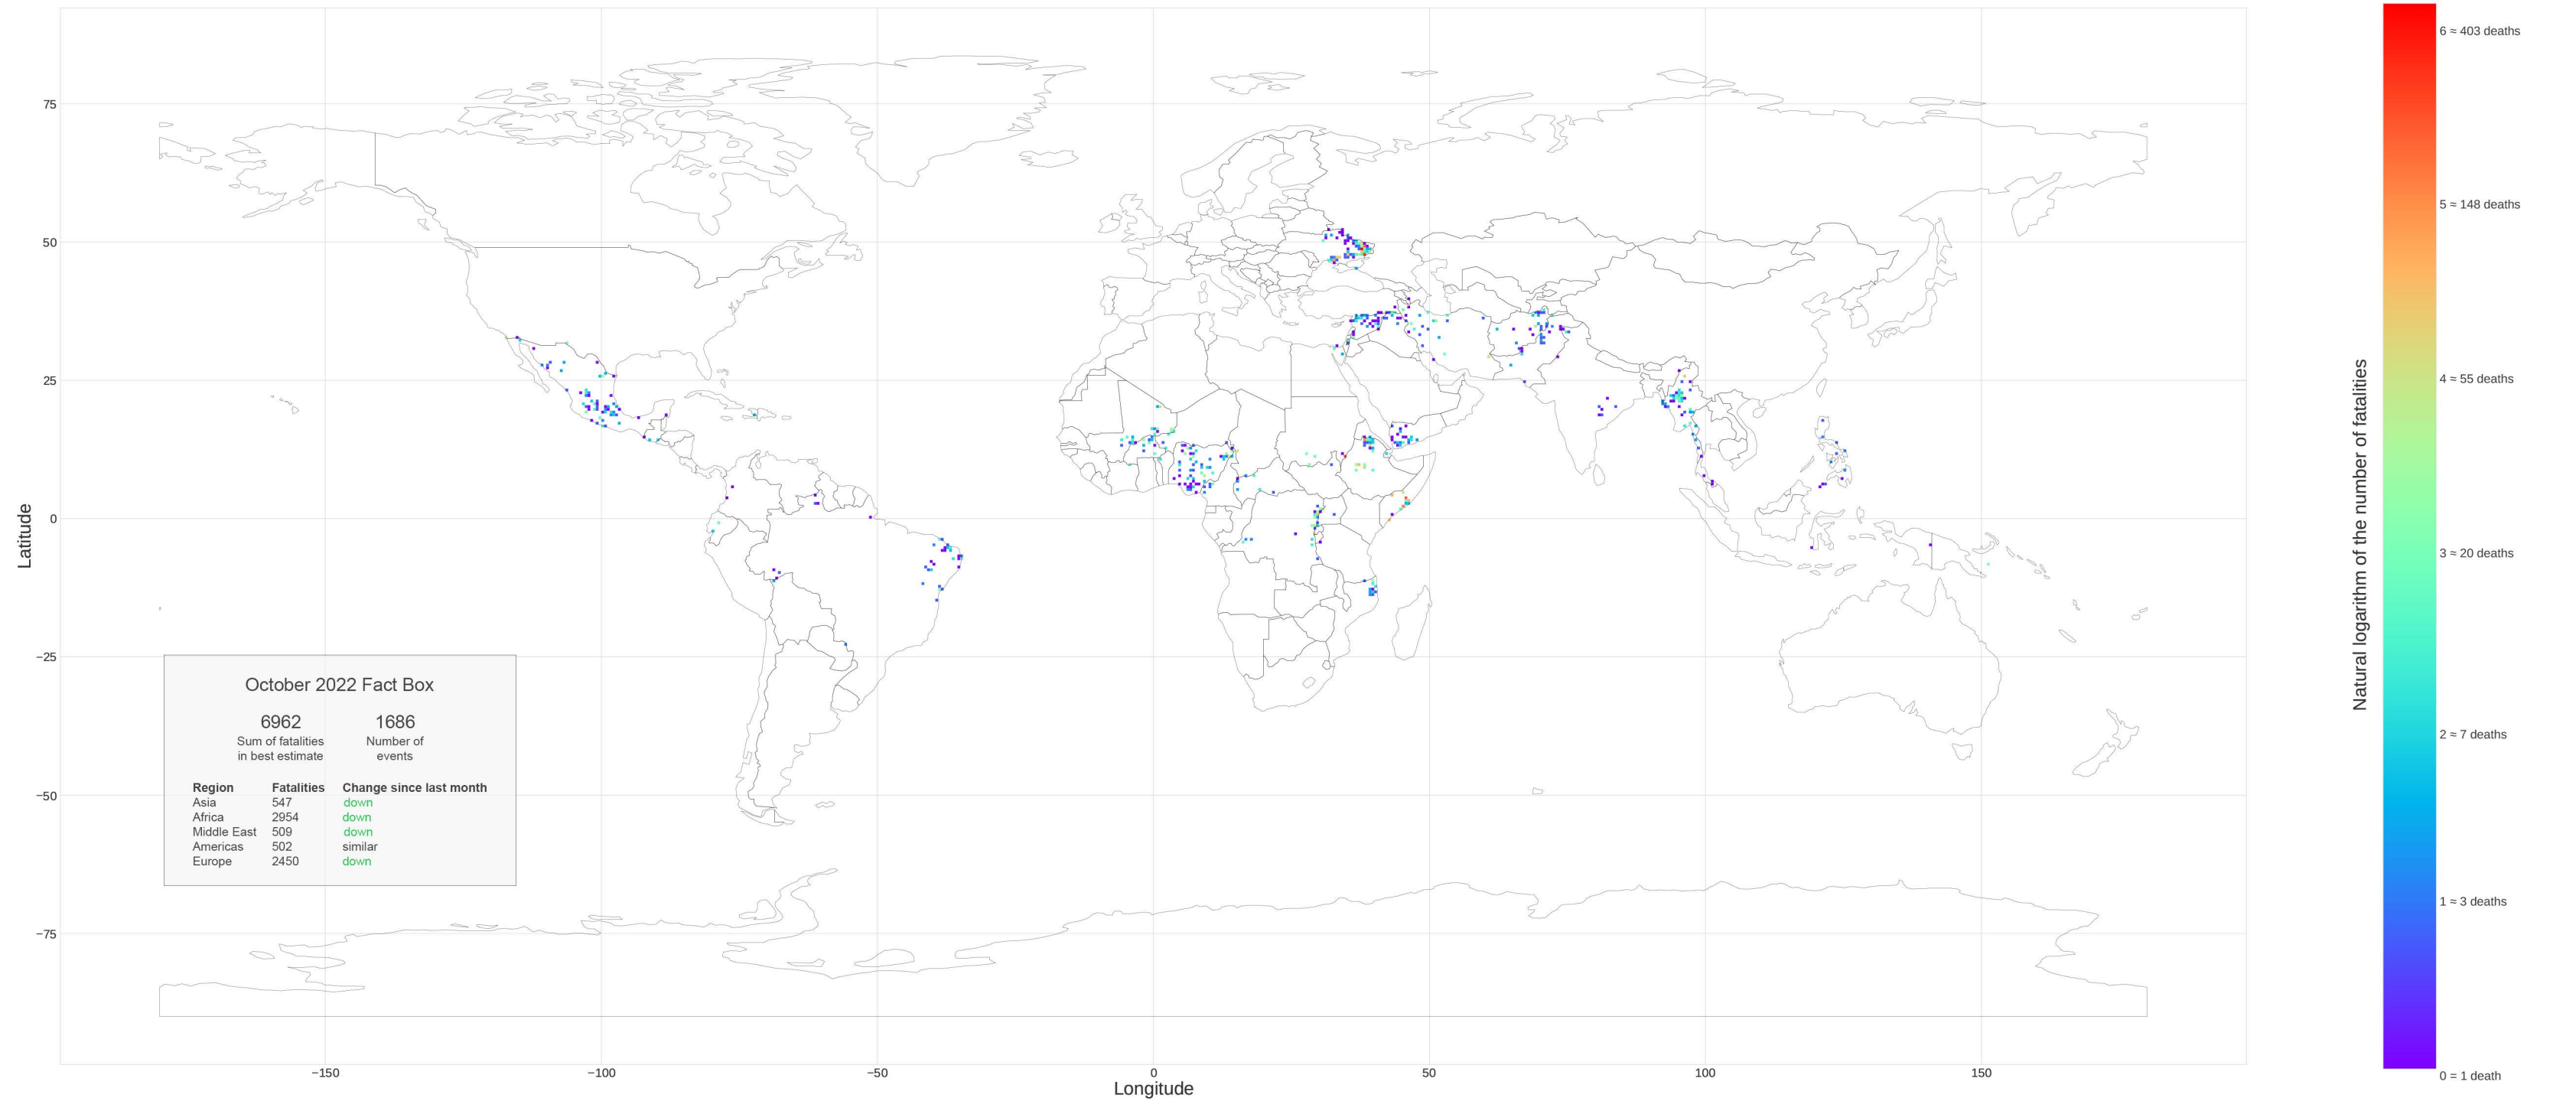 6 ≈ 403 deaths
5 ≈ 148 deaths
4 ≈ 55 deaths
3 ≈ 20 deaths
2 ≈ 7 deaths
1 ≈ 3 deaths
0 = 1 death
Natural logarithm of the number of fatalities
75
50
25
0
−25
−50
−75
Latitude
October 2022 Fact Box
6962 1686
Sum of fatalities Number of
in best estimate events
Region Fatalities Change since last month
Asia 547 down
Africa 2954 down
Middle East 509 down
Americas 502 similar
Europe 2450 down
−150 −100 −50 0 50 100 150
Longitude